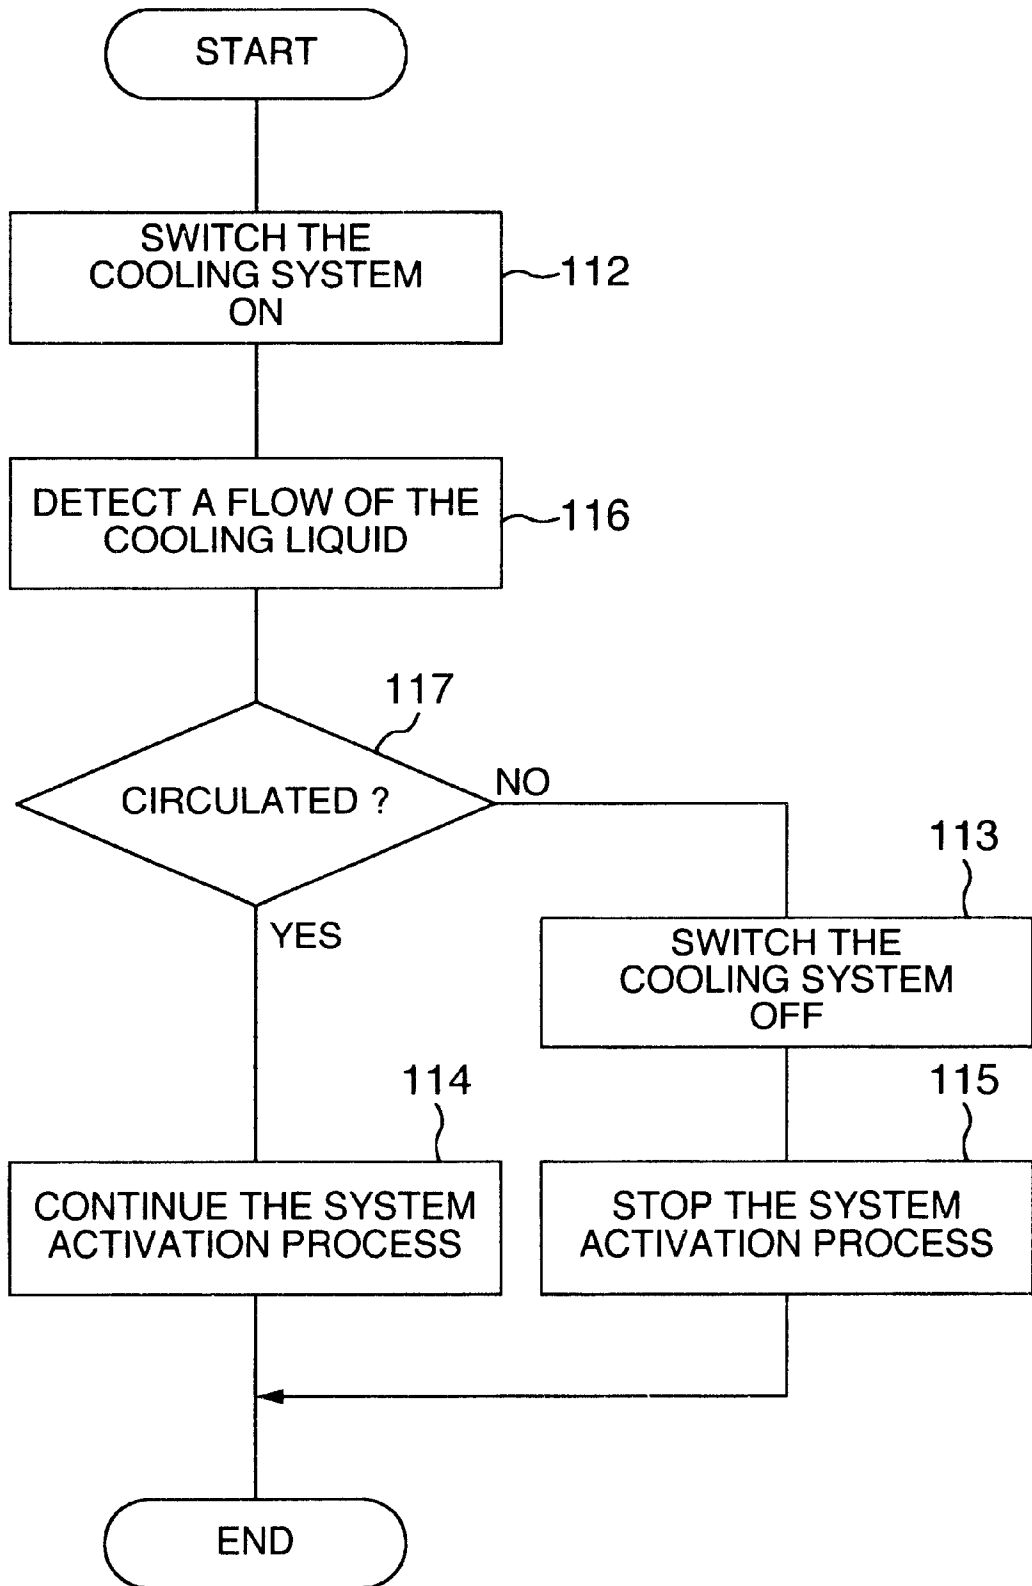 START
SWITCH THE
COOLING SYSTEM
ON
112
DETECT A FLOW OF THE
COOLING LIQUID
116
117
CIRCULATED ?
NO
YES
113
SWITCH THE
COOLING SYSTEM
OFF
114
115
CONTINUE THE SYSTEM
ACTIVATION PROCESS
STOP THE SYSTEM
ACTIVATION PROCESS
END